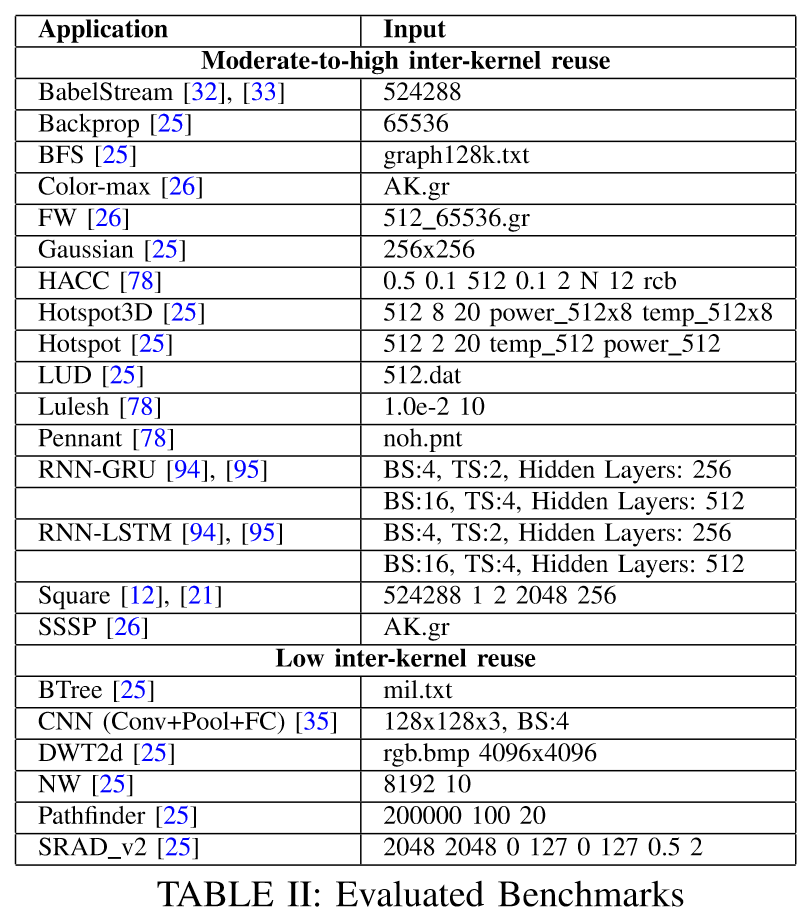 Application Input
Moderate-to-high inter-kernel reuse
BabelStream [32], [33] 524288
Backprop [25] 65536
BFS [25] graph128k.txt
Color-max [26] AK.gr
FW [26] 512_65536.gr
Gaussian [25] 256x256
HACC [78] 0.5 0.1 512 0.1 2 N 12 rcb
Hotspot3D [25] 512 8 20 power_512x8 temp_512x8
Hotspot [25] 512 2 20 temp_512 power_512
LUD [25] 512.dat
Lulesh [78] 1.0e-2 10
Pennant [78] noh.pnt
RNN-GRU [94], [95] BS:4, TS:2, Hidden Layers: 256
BS:16, TS:4, Hidden Layers: 512
RNN-LSTM [94], [95] BS:4, TS:2, Hidden Layers: 256
BS:16, TS:4, Hidden Layers: 512
Square [12], [21] 524288 1 2 2048 256
SSSP [26] AK.gr
Low inter-kernel reuse
BTree [25] mil.txt
CNN (Conv+Pool+FC) [35] 128x128x3, BS:4
DWT2d [25] rgb.bmp 4096x4096
NW [25] 8192 10
Pathfinder [25] 200000 100 20
SRAD_v2 [25] 2048 2048 0 127 0 127 0.5 2
TABLE II: Evaluated Benchmarks